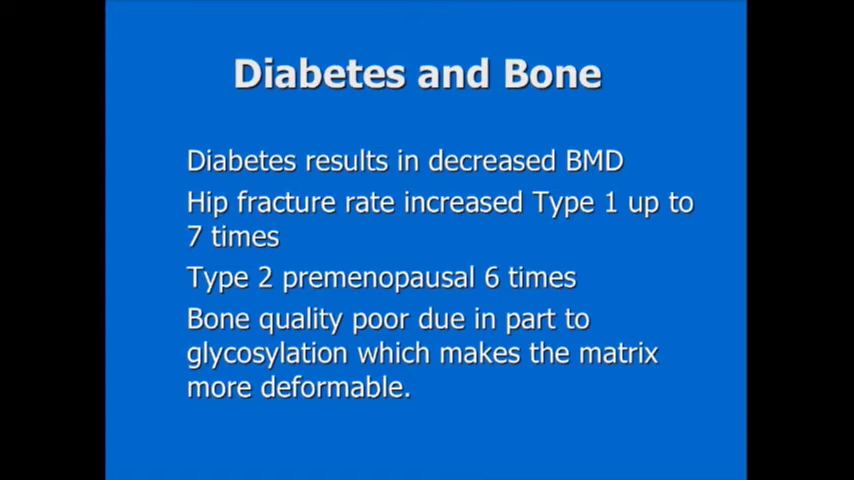 Diabetes and Bone
Diabetes results in decreased BMD
Hip fracture rate increased Type 1 up to
7 times
Type 2 premenopausal 6 times
Bone quality poor due in part to
glycosylation which makes the matrix
more deformable.